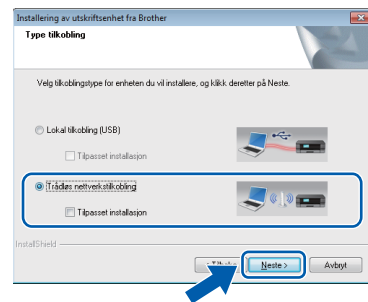 Installering av utskriftsenhet fra Brother
Type tilkobling
Velg tilkoblingstype for enheten du vil installere, og klikk deretter på Neste.
Lokal tilkobling (USB)
Tilpasset installasjon
Trådløs nettverkstilkobling
Tilpasset installasjon
InstallShield
Neste >
Avbryt